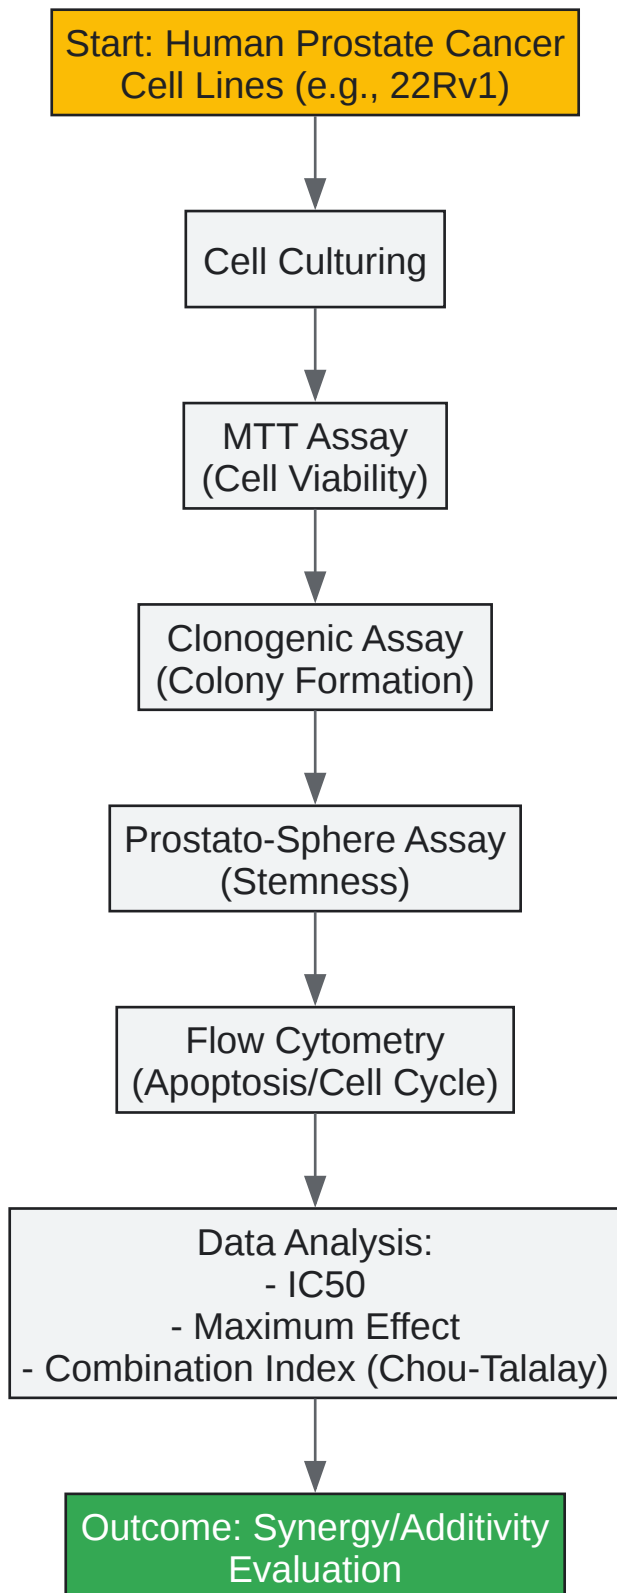 Start: Human Prostate Cancer
Cell Lines (e.g., 22Rv1)
Cell Culturing
MTT Assay
(Cell Viability)
Clonogenic Assay
(Colony Formation)
Prostato-Sphere Assay
(Stemness)
Flow Cytometry
(Apoptosis/Cell Cycle)
Data Analysis:
- IC50
- Maximum Effect
- Combination Index (Chou-Talalay)
Outcome: Synergy/Additivity
Evaluation